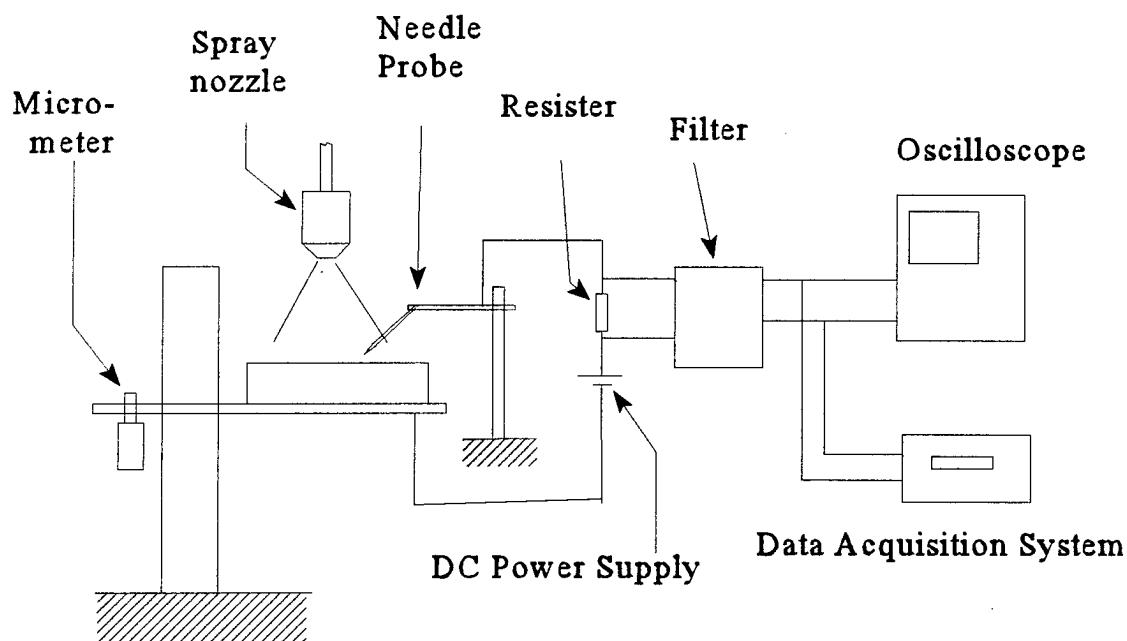 Needle
Probe
Spray
nozzle
Micro-
meter
Resister
Filter
Oscilloscope
DC Power Supply
Data Acquisition System